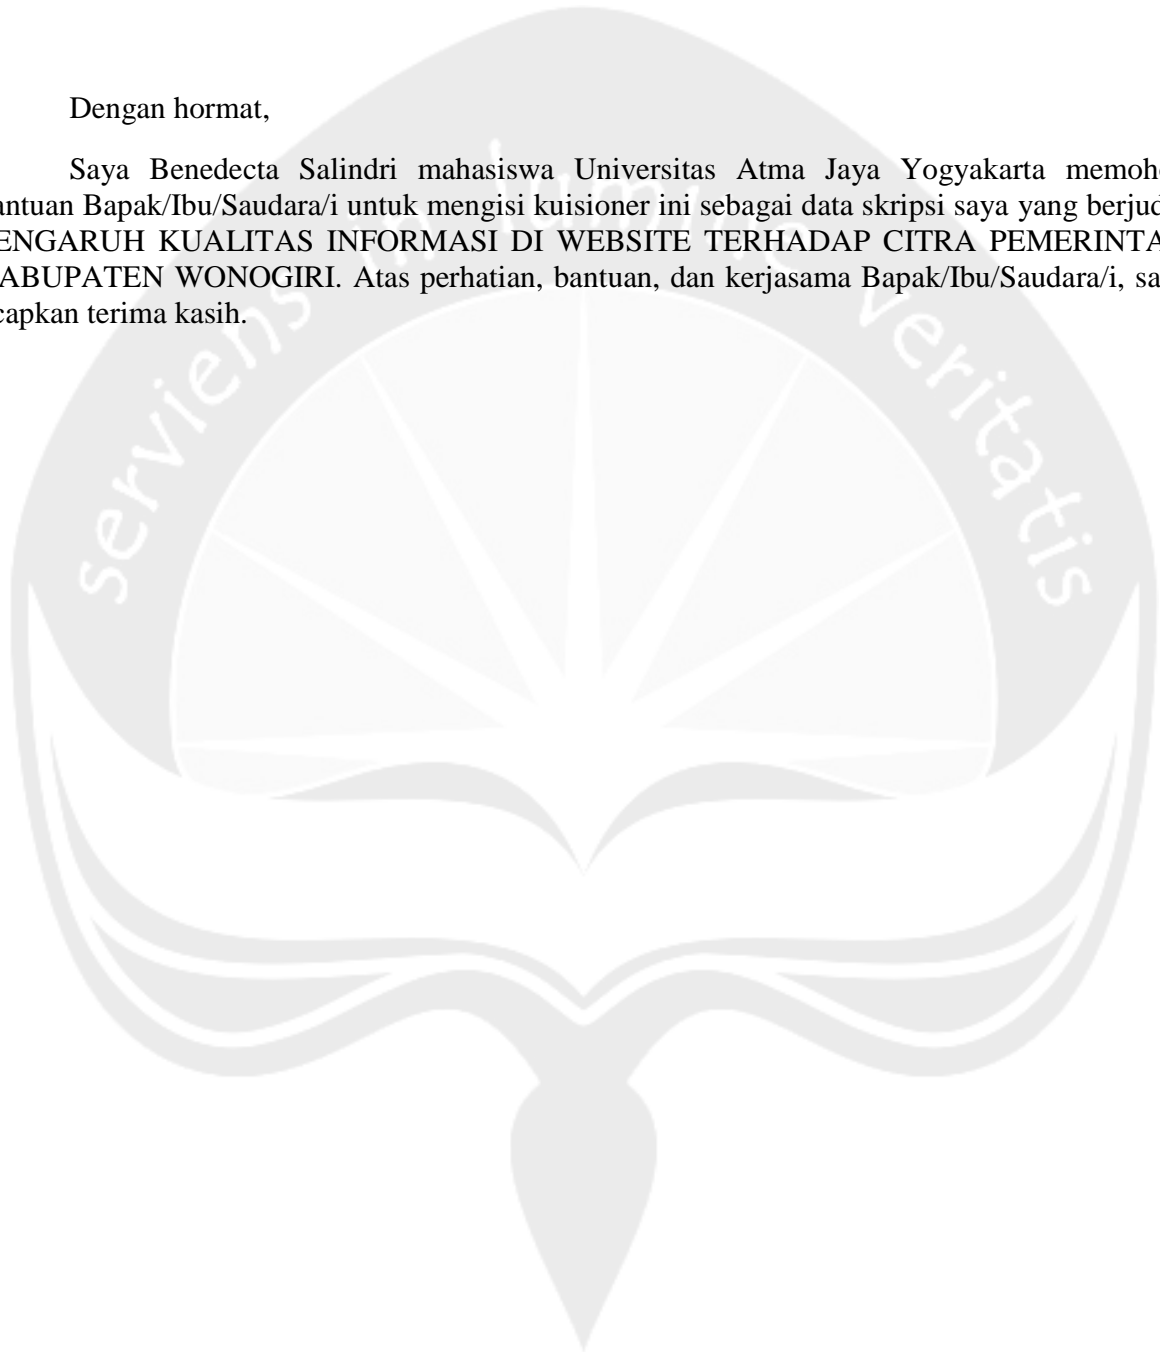 Dengan hormat,
Saya Benedecta Salindri mahasiswa Universitas Atma Jaya Yogyakarta memoho
antuan Bapak/Ibu/Saudara/i untuk mengisi kuisioner ini sebagai data skripsi saya yang berjud
ENGARUH KUALITAS INFORMASI DI WEBSITE TERHADAP CITRA PEMERINTA
ABUPATEN WONOGIRI. Atas perhatian, bantuan, dan kerjasama Bapak/Ibu/Saudara/i, sa
capkan terima kasih.
serviens in lumine veritatis